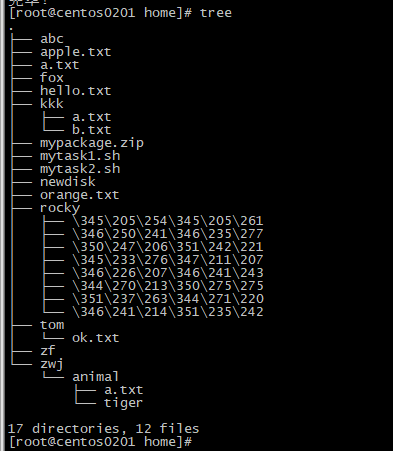 [root@centos0201 home]# tree
.
├── abc
├── apple.txt
├── a.txt
├── fox
├── hello.txt
├── kkk
│   ├── a.txt
│   └── b.txt
├── mypackage.zip
├── mytask1.sh
├── mytask2.sh
├── newdisk
├── orange.txt
├── rocky
│   ├── \345\205\254\345\205\261
│   ├── \346\250\241\346\235\277
│   ├── \350\247\206\351\242\221
│   ├── \345\233\276\347\211\207
│   ├── \346\226\207\346\241\243
│   ├── \344\270\213\350\275\275
│   ├── \351\237\263\344\271\220
│   └── \346\241\214\351\235\242
├── tom
│   └── ok.txt
├── zf
└── zwj
    └── animal
        ├── a.txt
        └── tiger
17 directories, 12 files
[root@centos0201 home]#